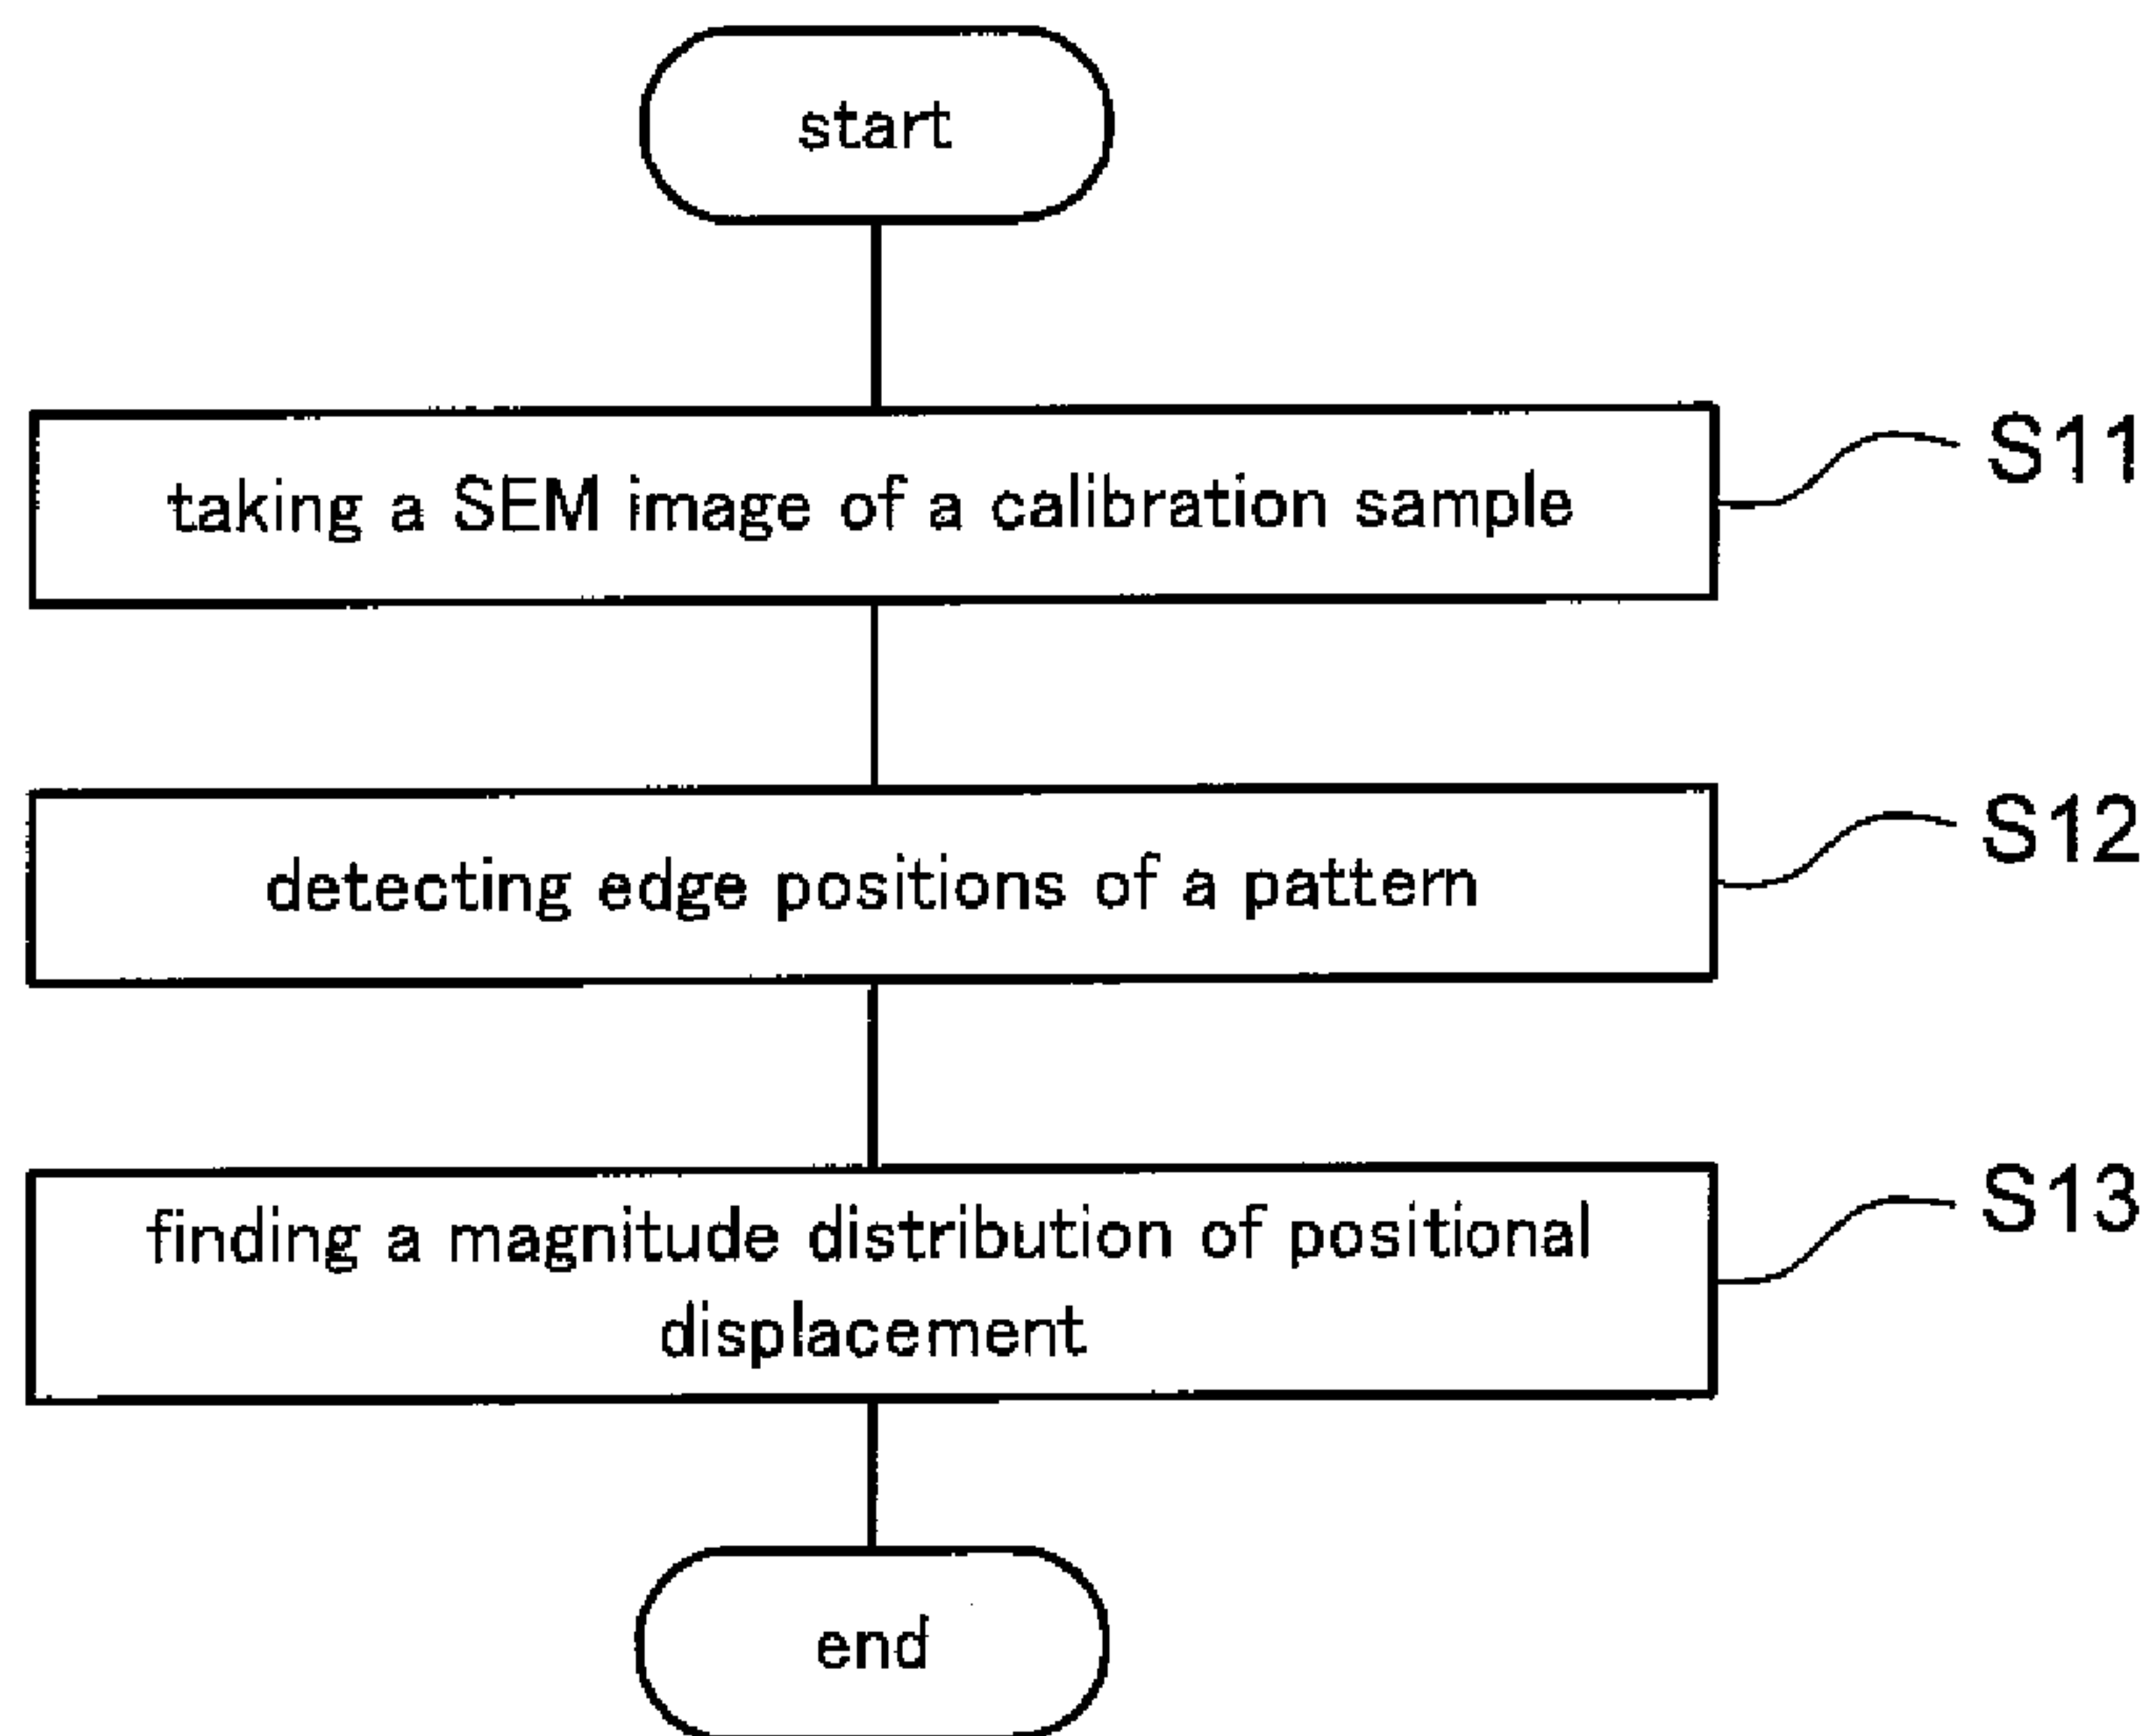 start
taking a SEM image of a calibration sample
S11
detecting edge positions of a pattern
S12
finding a magnitude distribution of positional
displacement
S13
end